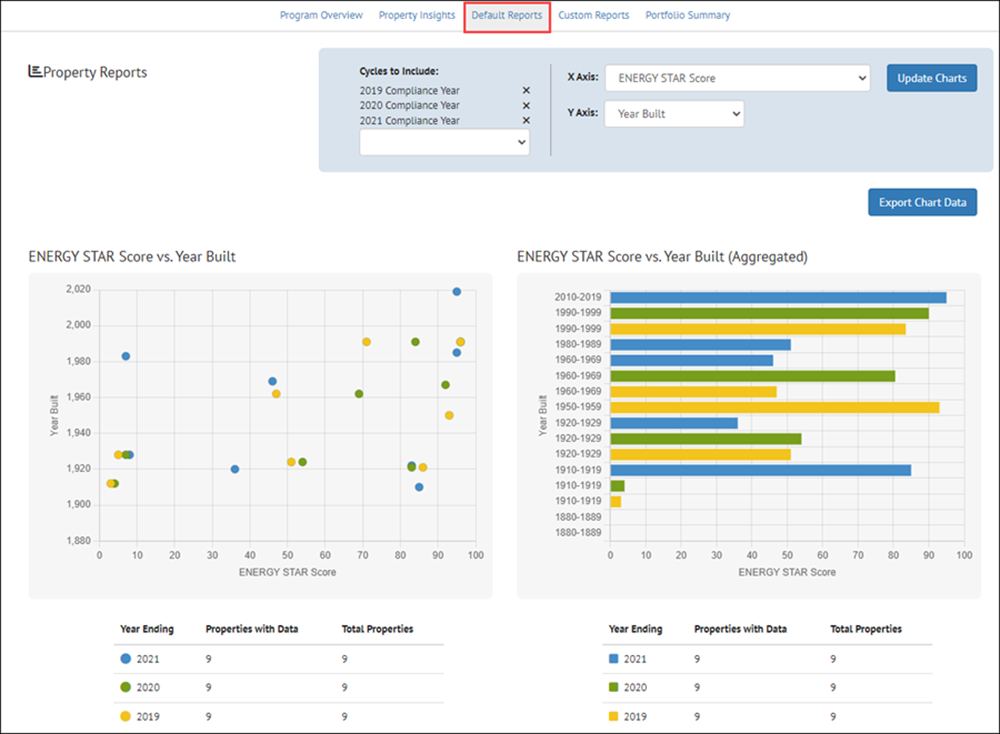 Program Overview Property Insights Default Reports Custom Reports Portfolio Summary
Property Reports
Cycles to Include:
2019 Compliance Year ×
2020 Compliance Year ×
2021 Compliance Year ×
X Axis: ENERGY STAR Score
Y Axis: Year Built
Update Charts
Export Chart Data
ENERGY STAR Score vs. Year Built
2,020
2,000
1,980
1,960
1,940
1,920
1,900
1,880
Year Built
0 10 20 30 40 50 60 70 80 90 100
ENERGY STAR Score
Year Ending Properties with Data Total Properties
2021 9 9
2020 9 9
2019 9 9
ENERGY STAR Score vs. Year Built (Aggregated)
2010-2019
1990-1999
1990-1999
1980-1989
1960-1969
1960-1969
1960-1969
1950-1959
1920-1929
1920-1929
1920-1929
1910-1919
1910-1919
1910-1919
1880-1889
1880-1889
Year Built
0 10 20 30 40 50 60 70 80 90 100
ENERGY STAR Score
Year Ending Properties with Data Total Properties
2021 9 9
2020 9 9
2019 9 9